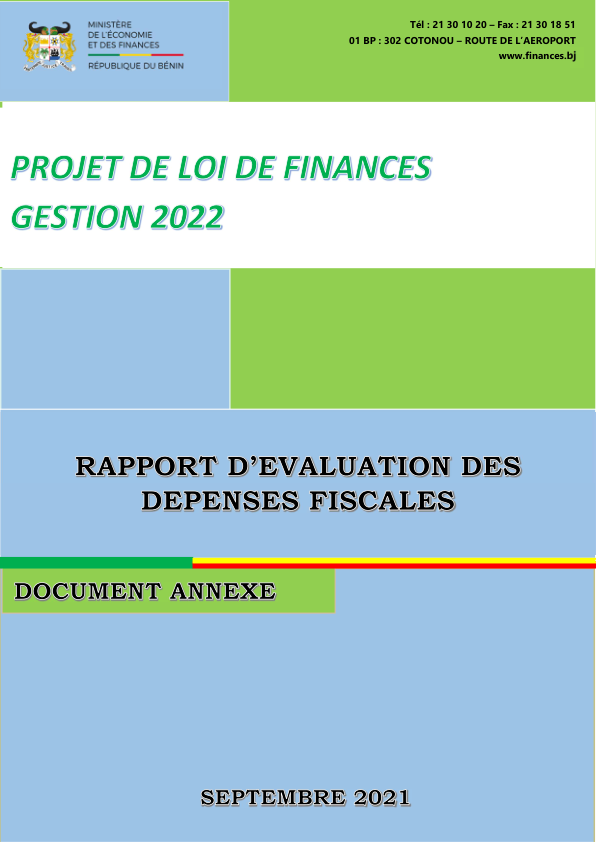 MINISTÈRE
DE L'ÉCONOMIE
ET DES FINANCES
RÉPUBLIQUE DU BÉNIN
Tél : 21 30 10 20 – Fax : 21 30 18 51
01 BP : 302 COTONOU – ROUTE DE L'AEROPORT
www.finances.bj
PROJET DE LOI DE FINANCES
GESTION 2022
RAPPORT D'EVALUATION DES
DEPENSES FISCALES
DOCUMENT ANNEXE
SEPTEMBRE 2021